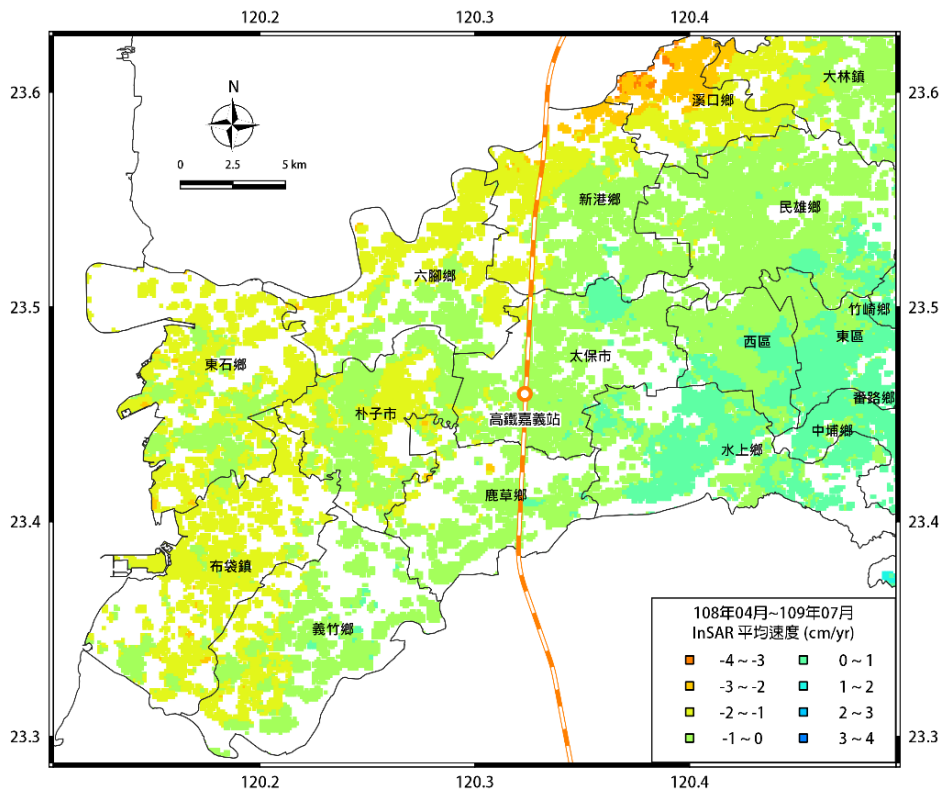 120.2
120.3
120.4
23.6
23.6
N
0
2.5
5 km
大林鎮
溪口鄉
新港鄉
民雄鄉
六腳鄉
23.5
23.5
竹崎鄉
東區
西區
太保市
東石鄉
番路鄉
朴子市
高鐵嘉義站
中埔鄉
水上鄉
鹿草鄉
23.4
23.4
布袋鎮
義竹鄉
108年04月~109年07月
InSAR 平均速度 (cm/yr)
-4 ~ -3
0 ~ 1
-3 ~ -2
1 ~ 2
-2 ~ -1
2 ~ 3
-1 ~ 0
3 ~ 4
23.3
23.3
120.2
120.3
120.4